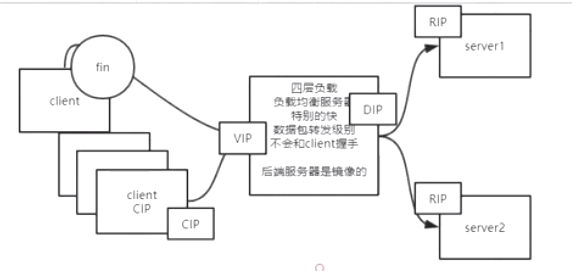 fin
client
client
CIP
CIP
VIP
四层负载
负载均衡服务器
特别的快
数据包转发级别
不会和client握手
后端服务器是镜像的
DIP
RIP
server1
RIP
server2